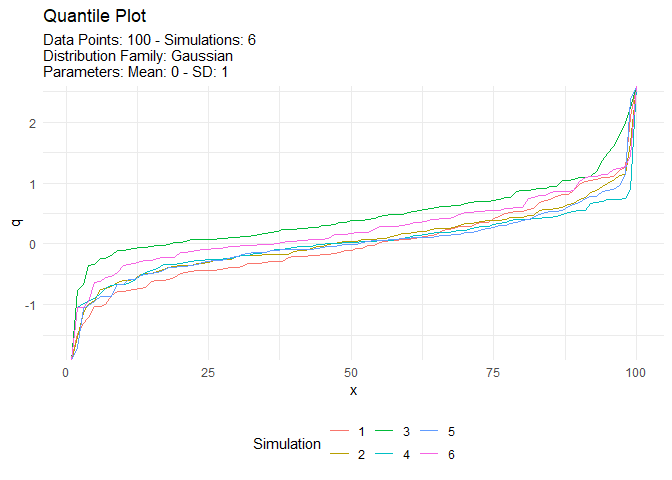 Quantile Plot
Data Points: 100 - Simulations: 6
Distribution Family: Gaussian
Parameters: Mean: 0 - SD: 1
2
1
0
-1
q
0 25 50 75 100
x
Simulation
1 3 5
2 4 6